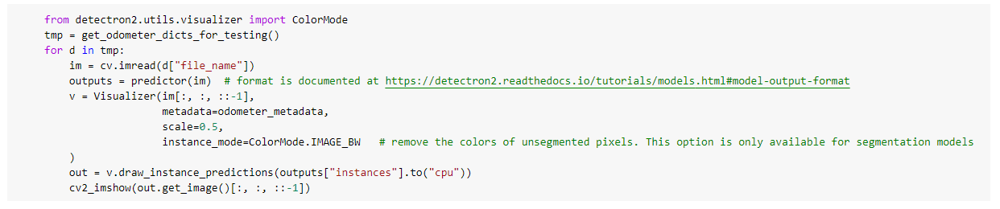 from detectron2.utils.visualizer import ColorMode
tmp = get_odometer_dicts_for_testing()
for d in tmp:
    im = cv.imread(d["file_name"])
    outputs = predictor(im)  # format is documented at https://detectron2.readthedocs.io/tutorials/models.html#model-output-format
    v = Visualizer(im[:, :, ::-1],
                   metadata=odometer_metadata,
                   scale=0.5,
                   instance_mode=ColorMode.IMAGE_BW   # remove the colors of unsegmented pixels. This option is only available for segmentation models
    )
    out = v.draw_instance_predictions(outputs["instances"].to("cpu"))
    cv2_imshow(out.get_image()[:, :, ::-1])